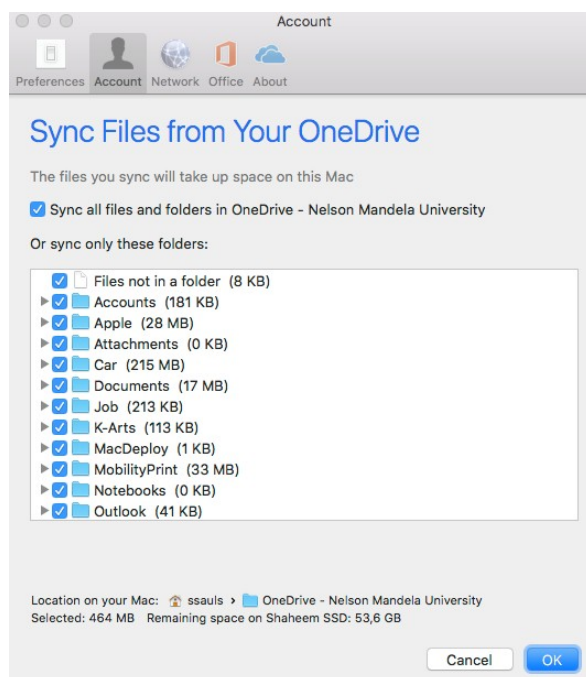 Account
Preferences Account Network Office About
Sync Files from Your OneDrive
The files you sync will take up space on this Mac
Sync all files and folders in OneDrive - Nelson Mandela University
Or sync only these folders:
Files not in a folder (8 KB)
Accounts (181 KB)
Apple (28 MB)
Attachments (0 KB)
Car (215 MB)
Documents (17 MB)
Job (213 KB)
K-Arts (113 KB)
MacDeploy (1 KB)
MobilityPrint (33 MB)
Notebooks (0 KB)
Outlook (41 KB)
Location on your Mac: ssauls › OneDrive - Nelson Mandela University
Selected: 464 MB Remaining space on Shaheem SSD: 53,6 GB
Cancel OK